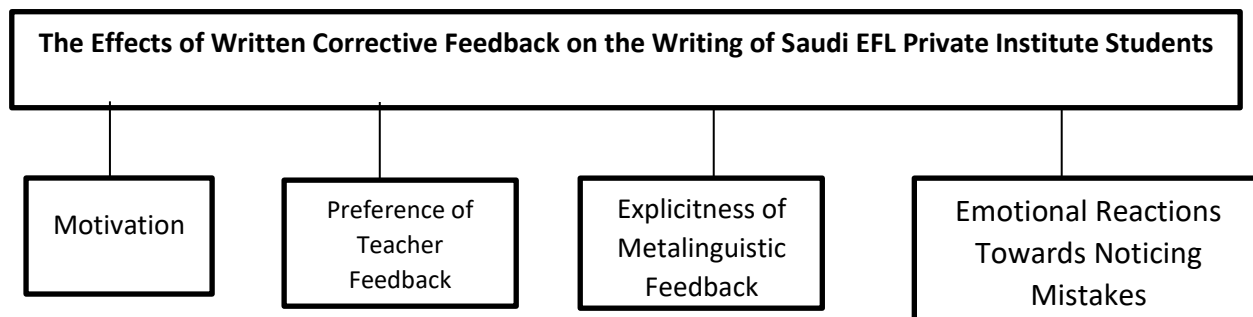 The Effects of Written Corrective Feedback on the Writing of Saudi EFL Private Institute Students
Motivation
Preference of
Teacher
Feedback
Explicitness of
Metalinguistic
Feedback
Emotional Reactions
Towards Noticing
Mistakes